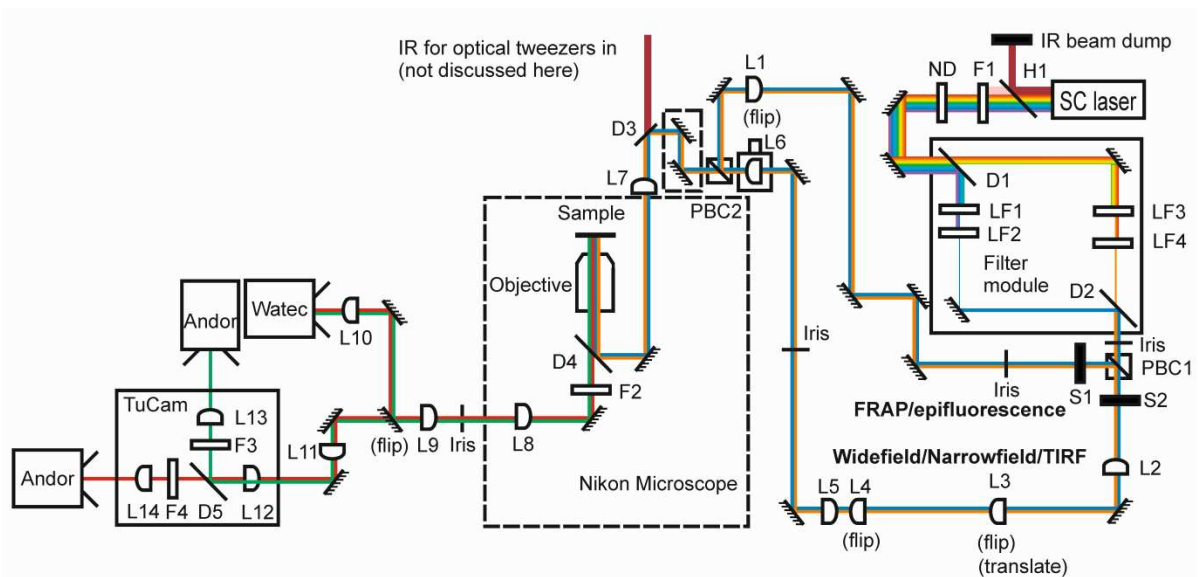 IR for optical tweezers in
(not discussed here)
L1
(flip)
IR beam dump
ND
F1
H1
SC laser
D3
L6
L7
PBC2
D1
LF1
LF2
LF3
LF4
Filter
module
D2
Sample
Objective
Andor
Watec
L10
D4
F2
Iris
PBC1
Iris
S1
S2
FRAP/epifluorescence
TuCam
L13
F3
L11
(flip)
L9
Iris
L8
Iris
Widefield/Narrowfield/TIRF
L2
Andor
L14
F4
D5
L12
Nikon Microscope
L5
L4
(flip)
L3
(flip)
(translate)